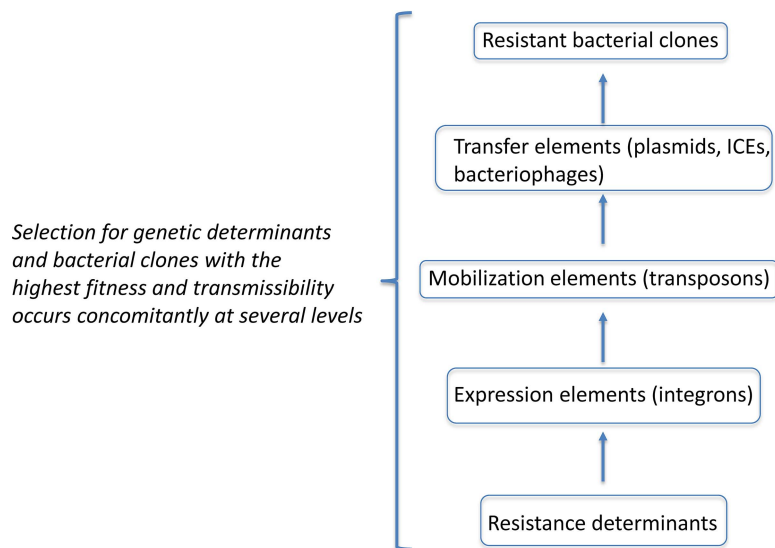 Resistant bacterial clones
Transfer elements (plasmids, ICEs,
bacteriophages)
Selection for genetic determinants
and bacterial clones with the
highest fitness and transmissibility
occurs concomitantly at several levels
Mobilization elements (transposons)
Expression elements (integrons)
Resistance determinants